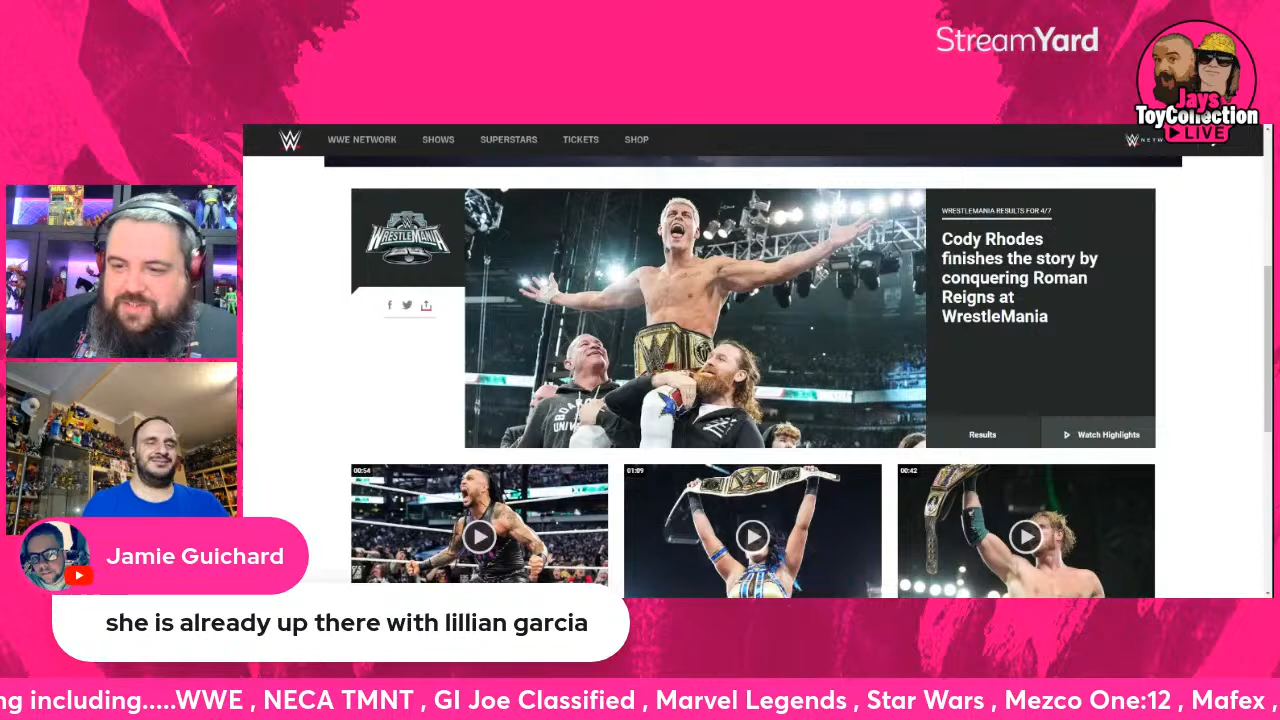 StreamYard
Jays
ToyCollection
LIVE
WWE NETWORK SHOWS SUPERSTARS TICKETS SHOP
WRESTLEMANIA
WRESTLEMANIA RESULTS FOR 4/7
Cody Rhodes
finishes the story by
conquering Roman
Reigns at
WrestleMania
Results Watch Highlights
00:54 01:09 00:42
Jamie Guichard
she is already up there with lillian garcia
ng including.....WWE , NECA TMNT , GI Joe Classified , Marvel Legends , Star Wars , Mezco One:12 , Mafex ,